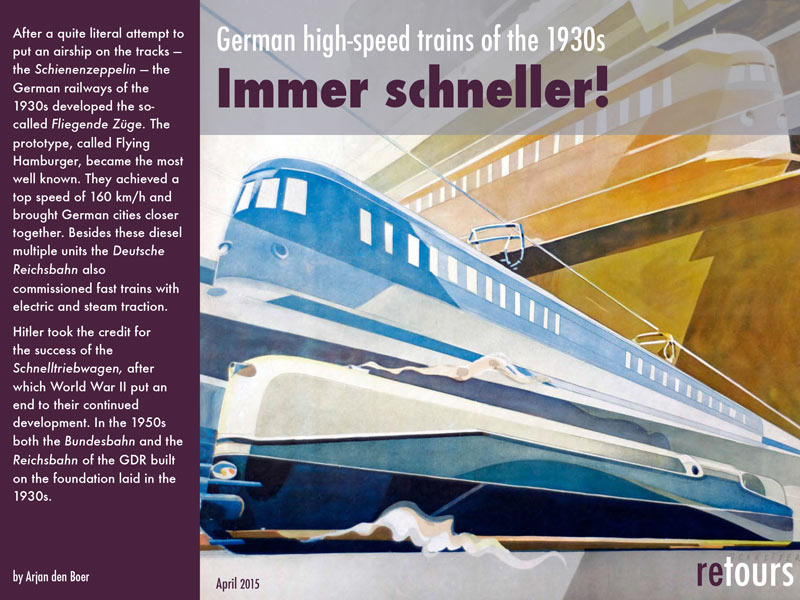 After a quite literal attempt to
put an airship on the tracks —
the Schienenzeppelin — the
German railways of the
1930s developed the so-
called Fliegende Züge. The
prototype, called Flying
Hamburger, became the most
well known. They achieved a
top speed of 160 km/h and
brought German cities closer
together. Besides these diesel
multiple units the Deutsche
Reichsbahn also
commissioned fast trains with
electric and steam traction.
Hitler took the credit for
the success of the
Schnelltriebwagen, after
which World War II put an
end to their continued
development. In the 1950s
both the Bundesbahn and the
Reichsbahn of the GDR built
on the foundation laid in the
1930s.
by Arjan den Boer
German high-speed trains of the 1930s
Immer schneller!
April 2015
retours